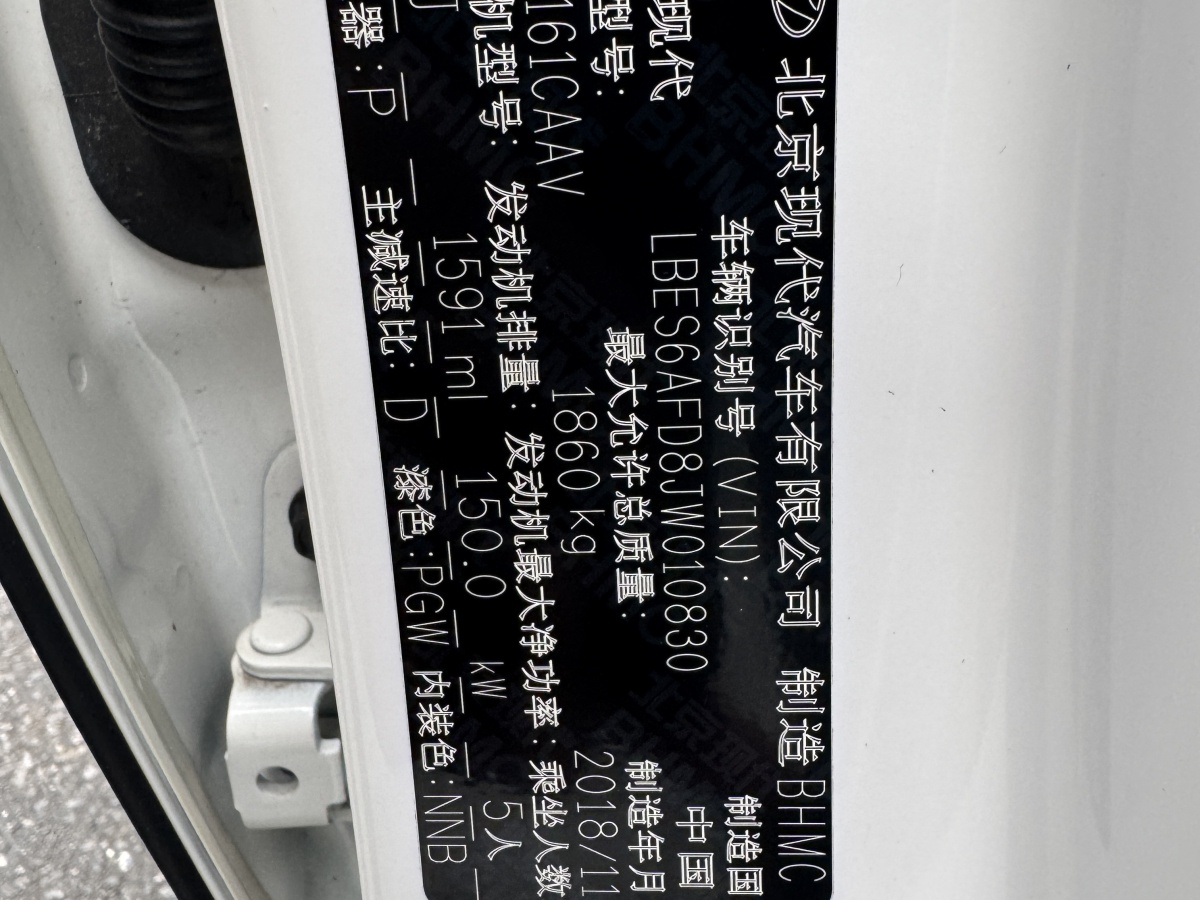 北京现代汽车有限公司 制造 BHMC
车辆识别号 (VIN): 制造国
现代 LBES6AFD8JW010830 中国
型号: 最大允许总质量: 制造年月
161CAAV 1860 kg 2018/11
机型号: 发动机排量: 发动机最大净功率: 乘坐人数
1591ml 150.0 kW 5人
器:P 主减速比: D 漆色:PGW 内装色:NNB